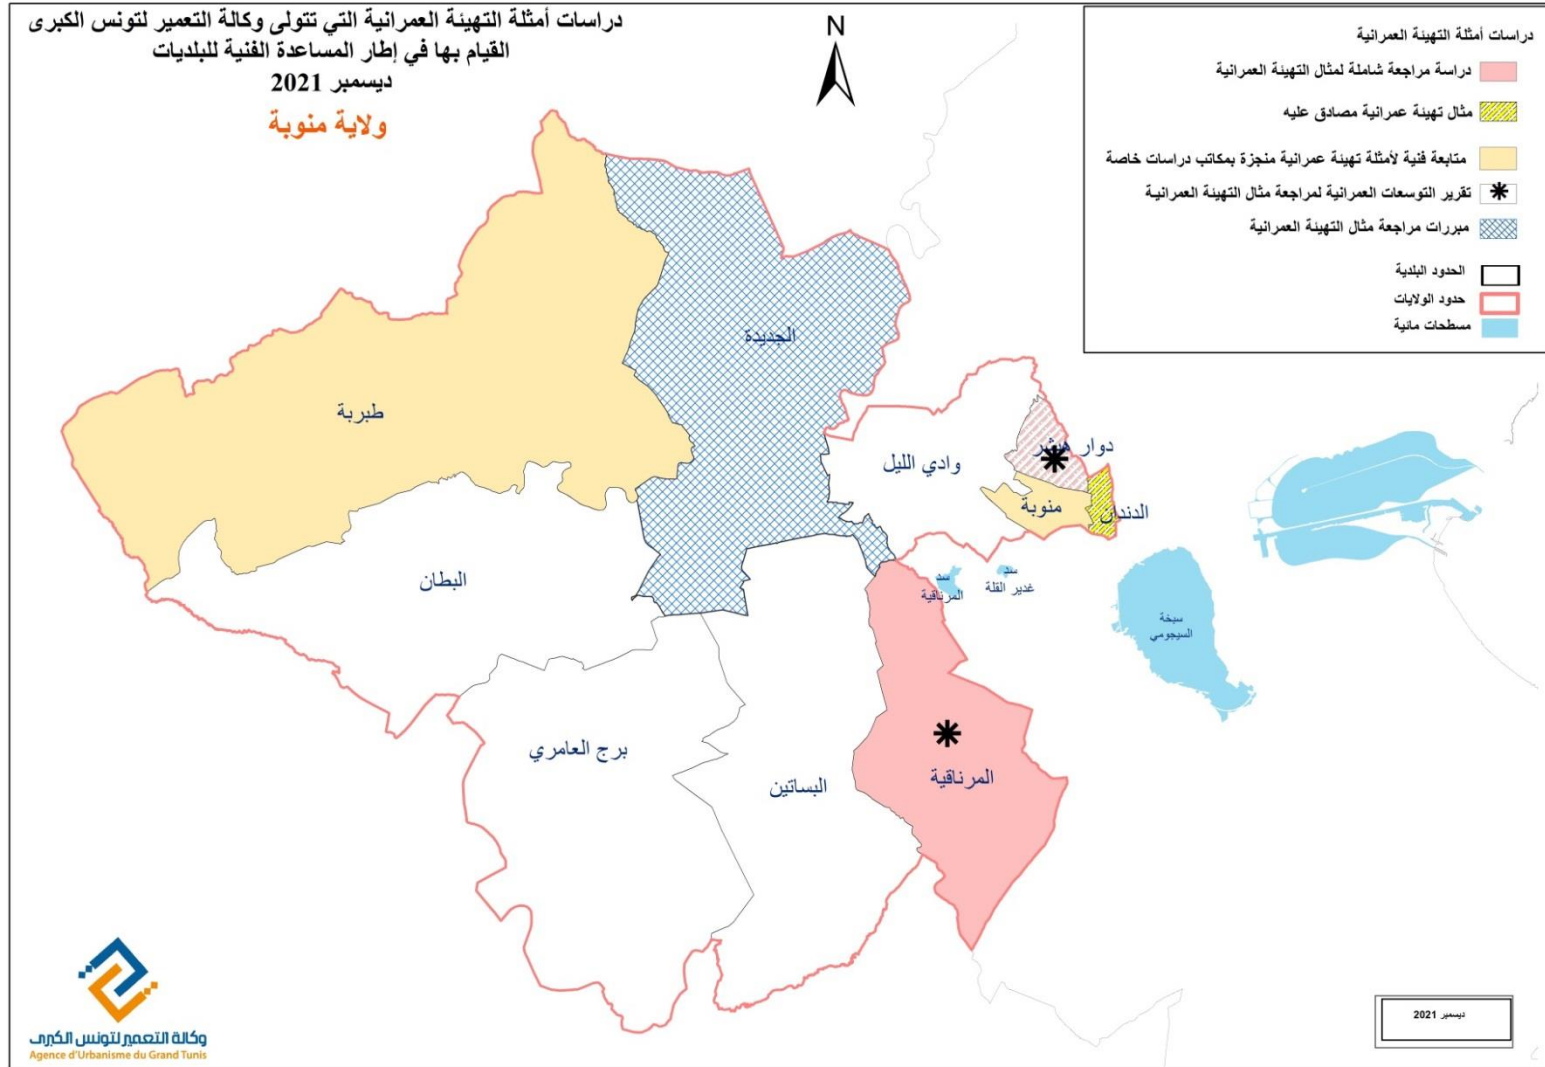 دراسات أمثلة التهيئة العمرانية التي تتولى وكالة التعمير لتونس الكبرى
القيام بها في إطار المساعدة الفنية للبلديات
ديسمبر 2021
ولاية منوبة
N
دراسات أمثلة التهيئة العمرانية
دراسة مراجعة شاملة لمثال التهيئة العمرانية
مثال تهيئة عمرانية مصادق عليه
متابعة فنية لأمثلة تهيئة عمرانية منجزة بمكاتب دراسات خاصة
تقرير التوسعات العمرانية لمراجعة مثال التهيئة العمرانية
مبررات مراجعة مثال التهيئة العمرانية
الحدود البلدية
حدود الولايات
مسطحات مائية
الجديدة
طبربة
دوار هيشر
وادي الليل
منوبة
الدندان
البطان
سد
المرناقية
سد
غدير القلة
سبخة
السيجومي
برج العامري
البساتين
المرناقية
وكالة التعمير لتونس الكبرى
Agence d'Urbanisme du Grand Tunis
ديسمبر 2021